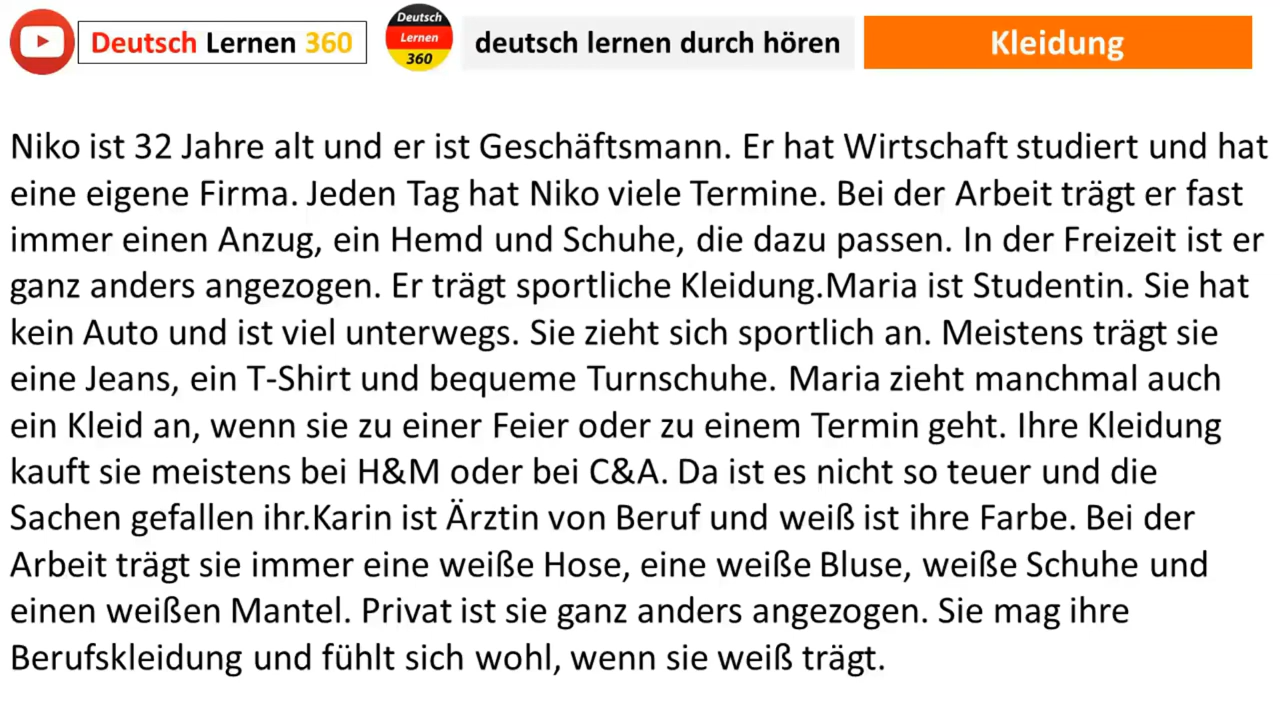 Deutsch Lernen 360
Deutsch
Lernen
360
deutsch lernen durch hören
Kleidung
Niko ist 32 Jahre alt und er ist Geschäftsmann. Er hat Wirtschaft studiert und hat
eine eigene Firma. Jeden Tag hat Niko viele Termine. Bei der Arbeit trägt er fast
immer einen Anzug, ein Hemd und Schuhe, die dazu passen. In der Freizeit ist er
ganz anders angezogen. Er trägt sportliche Kleidung.Maria ist Studentin. Sie hat
kein Auto und ist viel unterwegs. Sie zieht sich sportlich an. Meistens trägt sie
eine Jeans, ein T-Shirt und bequeme Turnschuhe. Maria zieht manchmal auch
ein Kleid an, wenn sie zu einer Feier oder zu einem Termin geht. Ihre Kleidung
kauft sie meistens bei H&M oder bei C&A. Da ist es nicht so teuer und die
Sachen gefallen ihr.Karin ist Ärztin von Beruf und weiß ist ihre Farbe. Bei der
Arbeit trägt sie immer eine weiße Hose, eine weiße Bluse, weiße Schuhe und
einen weißen Mantel. Privat ist sie ganz anders angezogen. Sie mag ihre
Berufskleidung und fühlt sich wohl, wenn sie weiß trägt.